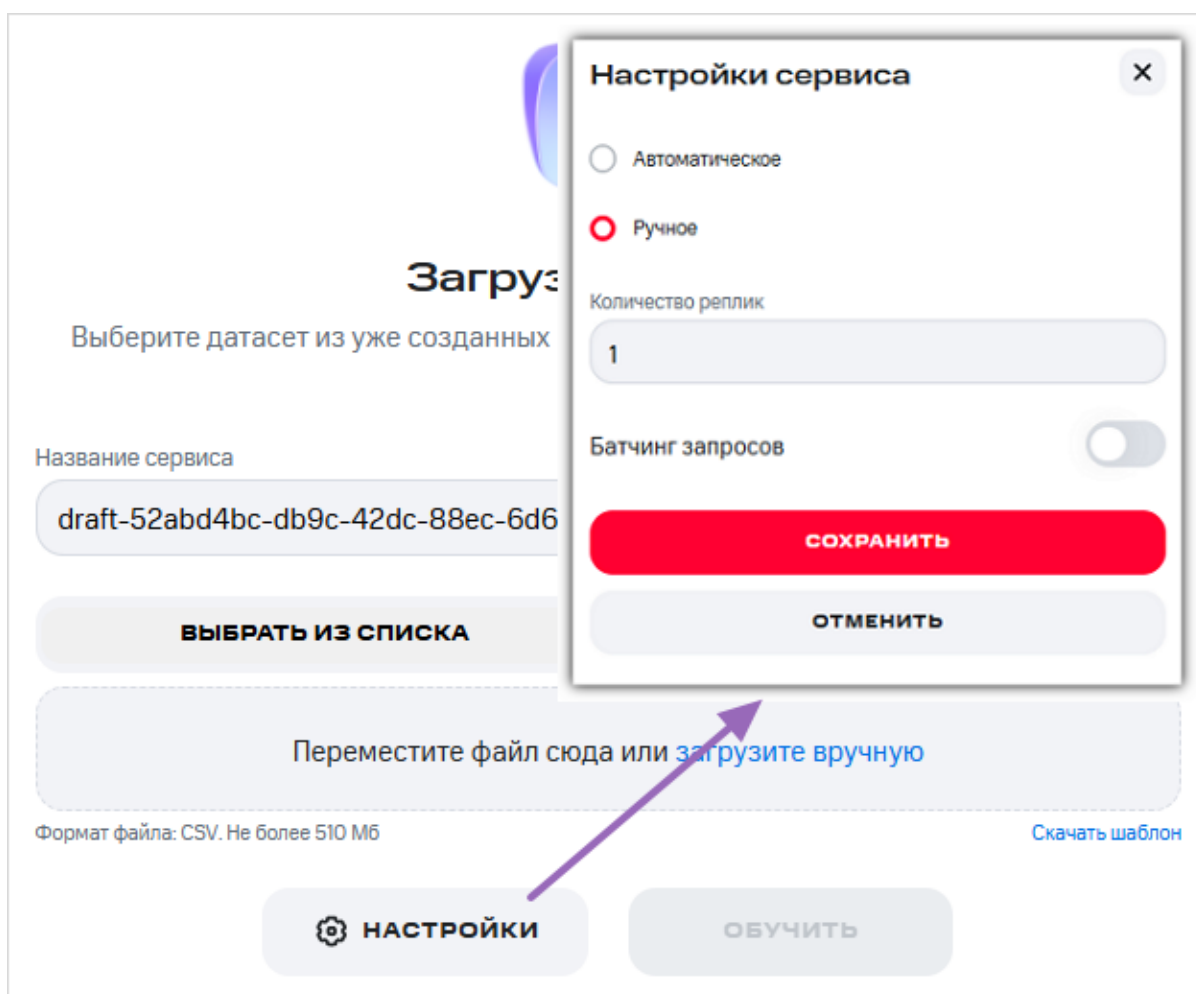 Настройки сервиса
Автоматическое
Ручное
Количество реплик
1
Батчинг запросов
СОХРАНИТЬ
ОТМЕНИТЬ
Загруз
Выберите датасет из уже созданных
Название сервиса
draft-52abd4bc-db9c-42dc-88ec-6d6
ВЫБРАТЬ ИЗ СПИСКА
Переместите файл сюда или загрузите вручную
Формат файла: CSV. Не более 510 Мб
Скачать шаблон
НАСТРОЙКИ
ОБУЧИТЬ